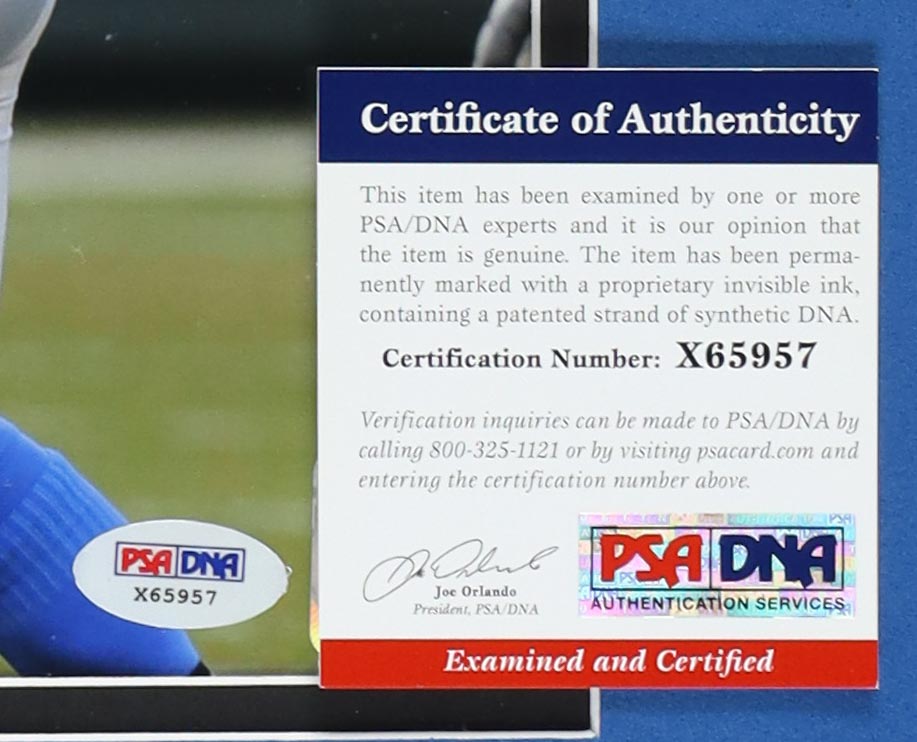 Certificate of Authenticity
This item has been examined by one or more
PSA/DNA experts and it is our opinion that
the item is genuine. The item has been perma-
nently marked with a proprietary invisible ink,
containing a patented strand of synthetic DNA.
Certification Number: X65957
Verification inquiries can be made to PSA/DNA by
calling 800-325-1121 or by visiting psacard.com and
entering the certification number above.
Joe Orlando
President, PSA/DNA
PSA DNA
AUTHENTICATION SERVICES
Examined and Certified
PSA DNA
X65957